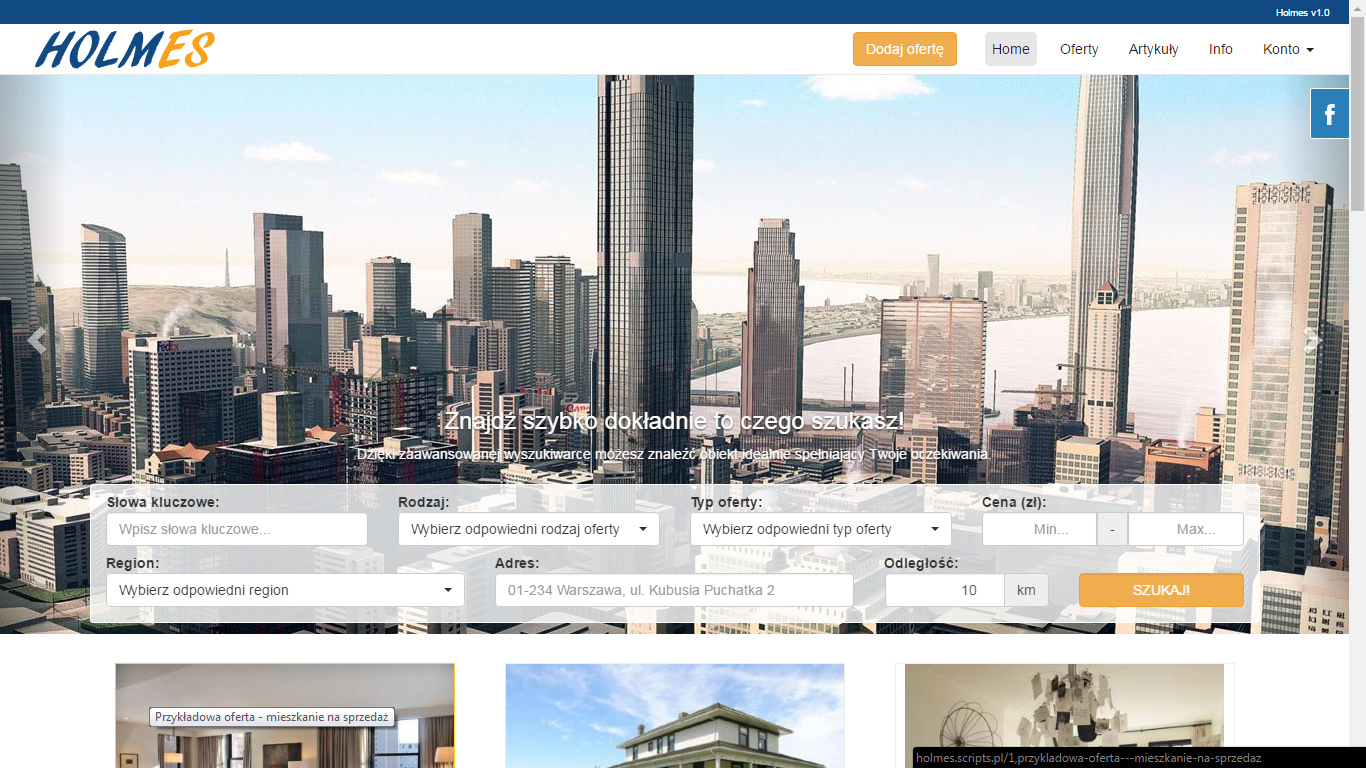 Holmes v1.0
HOLMES
Dodaj ofertę
Home
Oferty
Artykuły
Info
Konto
f
FedEx
Znajdź szybko dokładnie to czego szukasz!
Dzięki zaawansowanej wyszukiwarce możesz znaleźć obiekt idealnie spełniający Twoje oczekiwania.
Słowa kluczowe:
Rodzaj:
Typ oferty:
Cena (zł):
Wpisz słowa kluczowe...
Wybierz odpowiedni rodzaj oferty
Wybierz odpowiedni typ oferty
Min...
-
Max...
Region:
Adres:
Odległość:
Wybierz odpowiedni region
01-234 Warszawa, ul. Kubusia Puchatka 2
10
km
SZUKAJ!
Przykładowa oferta - mieszkanie na sprzedaż
holmes.scripts.pl/1,przykladowa-oferta---mieszkanie-na-sprzedaz